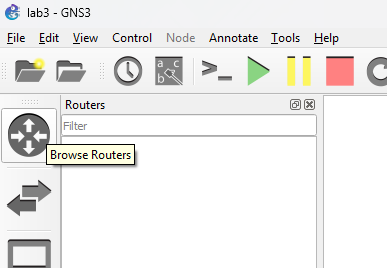 lab3 - GNS3
File Edit View Control Node Annotate Tools Help
a b c
>_
Routers
Filter
Browse Routers